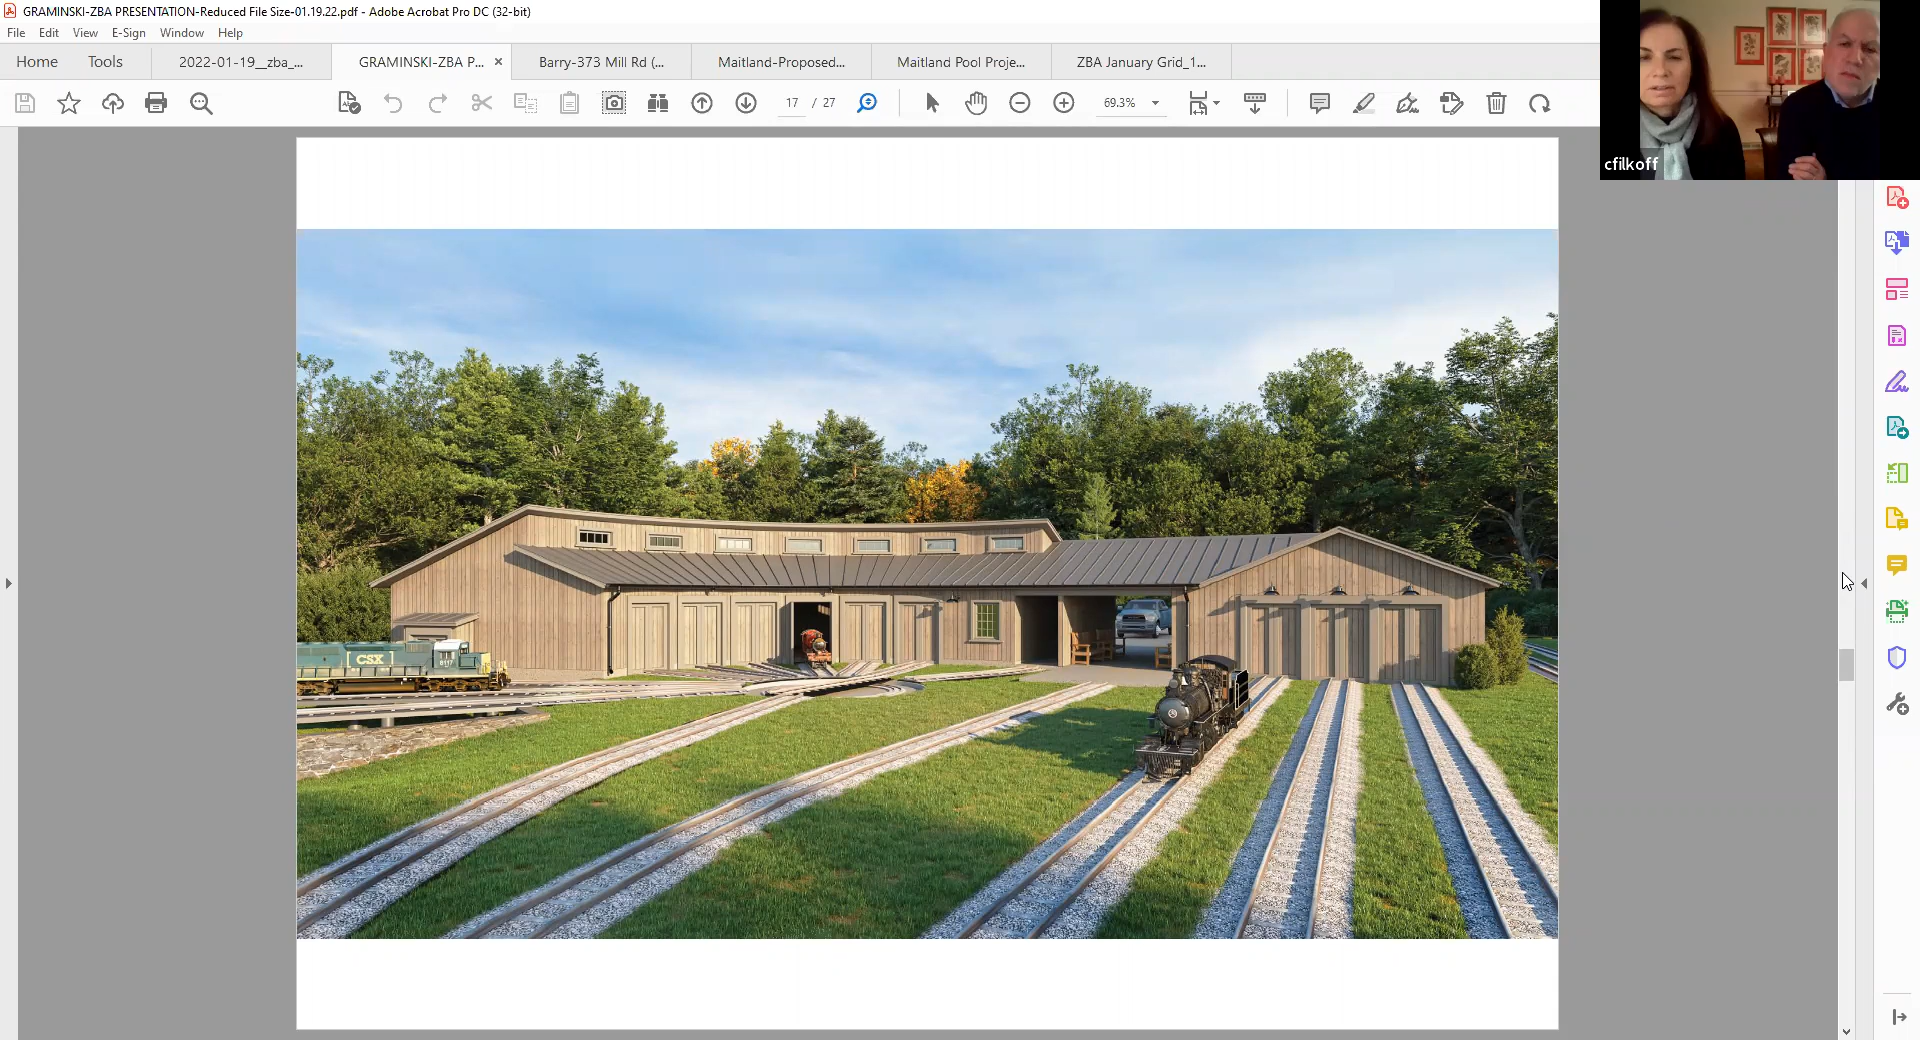 GRAMINSKI-ZBA PRESENTATION-Reduced File Size-01.19.22.pdf - Adobe Acrobat Pro DC (32-bit)
File Edit View E-Sign Window Help
Home Tools 2022-01-19__zba_... GRAMINSKI-ZBA P... × Barry-373 Mill Rd (... Maitland-Proposed... Maitland Pool Proje... ZBA January Grid_1...
17 / 27 69.3%
cfilkoff
CSX
8117